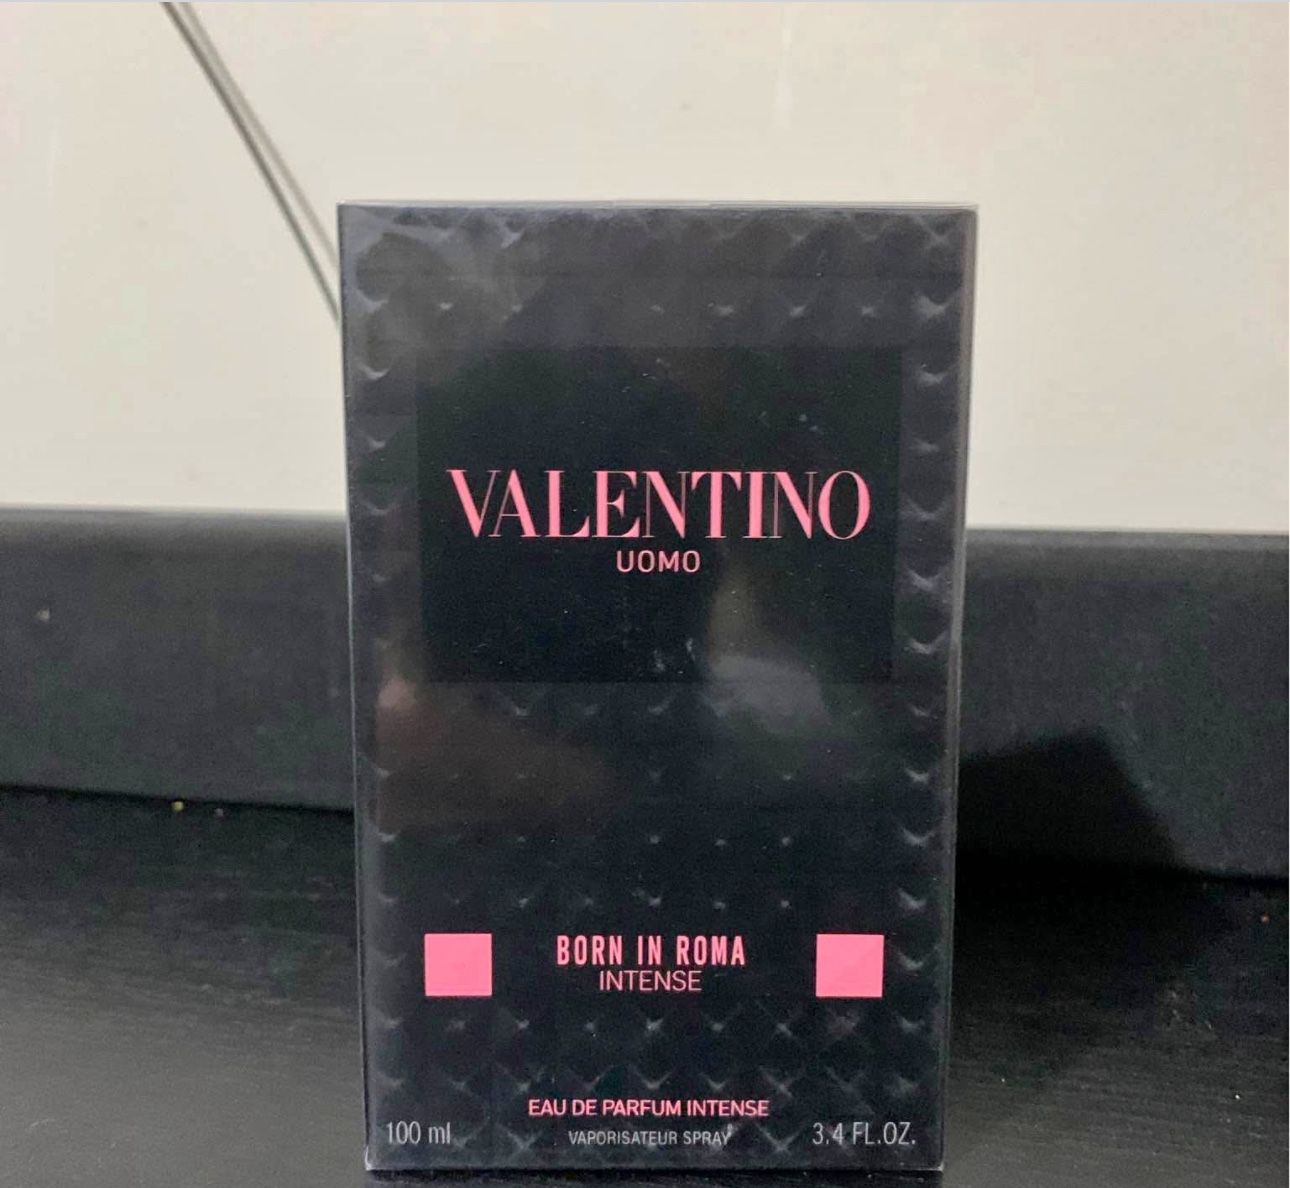 VALENTINO
UOMO
BORN IN ROMA
INTENSE
EAU DE PARFUM INTENSE
100 ml VAPORISATEUR SPRAY 3.4 FL.OZ.